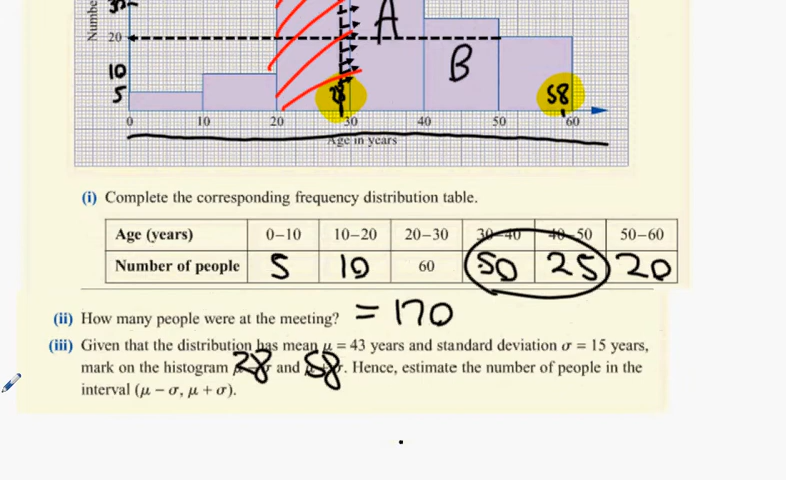 Number
30
20
10
5
A
B
28
58
0 10 20 30 40 50 60
Age in years
(i) Complete the corresponding frequency distribution table.
Age (years) 0–10 10–20 20–30 30–40 40–50 50–60
Number of people 5 10 60 50 25 20
(ii) How many people were at the meeting? = 170
(iii) Given that the distribution has mean μ = 43 years and standard deviation σ = 15 years,
mark on the histogram 28 and 58. Hence, estimate the number of people in the
interval (μ − σ, μ + σ).